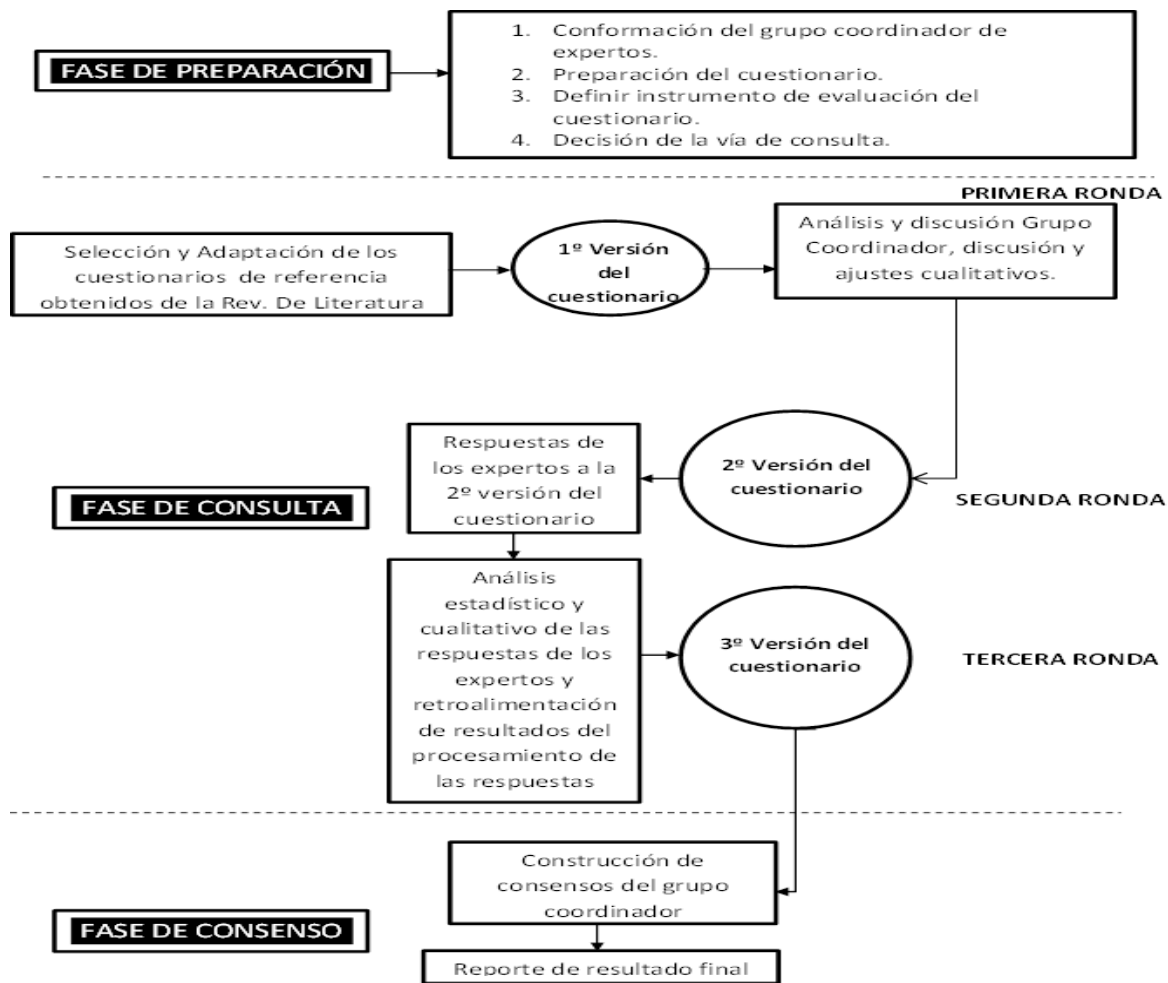 FASE DE PREPARACIÓN
1. Conformación del grupo coordinador de
expertos.
2. Preparación del cuestionario.
3. Definir instrumento de evaluación del
cuestionario.
4. Decisión de la vía de consulta.
PRIMERA RONDA
Selección y Adaptación de los
cuestionarios de referencia
obtenidos de la Rev. De Literatura
1º Versión
del
cuestionario
Análisis y discusión Grupo
Coordinador, discusión y
ajustes cualitativos.
FASE DE CONSULTA
Respuestas de
los expertos a la
2º versión del
cuestionario
2º Versión del
cuestionario
SEGUNDA RONDA
Análisis
estadístico y
cualitativo de las
respuestas de los
expertos y
retroalimentación
de resultados del
procesamiento de
las respuestas
3º Versión del
cuestionario
TERCERA RONDA
FASE DE CONSENSO
Construcción de
consensos del grupo
coordinador
Reporte de resultado final